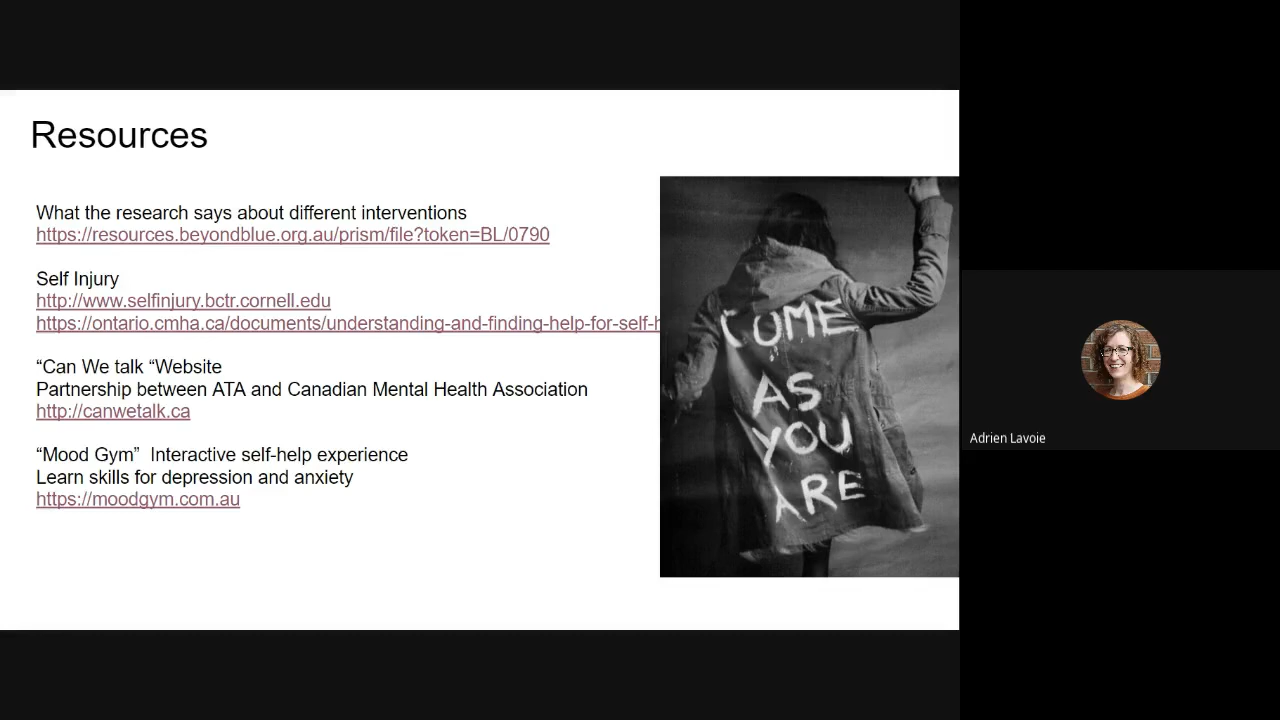 Resources
What the research says about different interventions
https://resources.beyondblue.org.au/prism/file?token=BL/0790
Self Injury
http://www.selfinjury.bctr.cornell.edu
https://ontario.cmha.ca/documents/understanding-and-finding-help-for-self-h
“Can We talk “Website
Partnership between ATA and Canadian Mental Health Association
http://canwetalk.ca
“Mood Gym”  Interactive self-help experience
Learn skills for depression and anxiety
https://moodgym.com.au
COME
AS
YOU
ARE
Adrien Lavoie